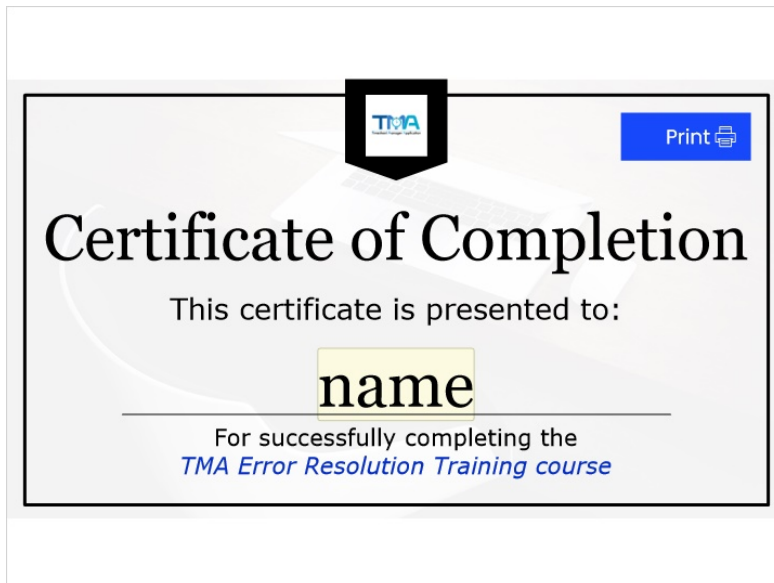 TMA
Print
Certificate of Completion
This certificate is presented to:
name
For successfully completing the
TMA Error Resolution Training course